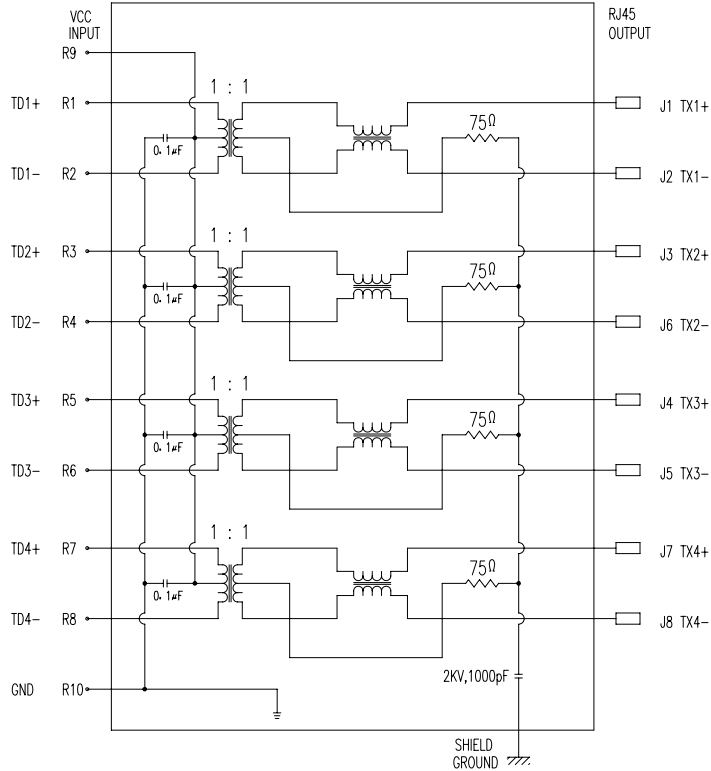 VCC
INPUT
RJ45
OUTPUT
R9
1 : 1
TD1+ R1
J1 TX1+
75Ω
0.1μF
TD1- R2
J2 TX1-
1 : 1
TD2+ R3
J3 TX2+
75Ω
0.1μF
TD2- R4
J6 TX2-
1 : 1
TD3+ R5
J4 TX3+
75Ω
0.1μF
TD3- R6
J5 TX3-
1 : 1
TD4+ R7
J7 TX4+
75Ω
0.1μF
TD4- R8
J8 TX4-
2KV,1000pF
GND R10
SHIELD
GROUND